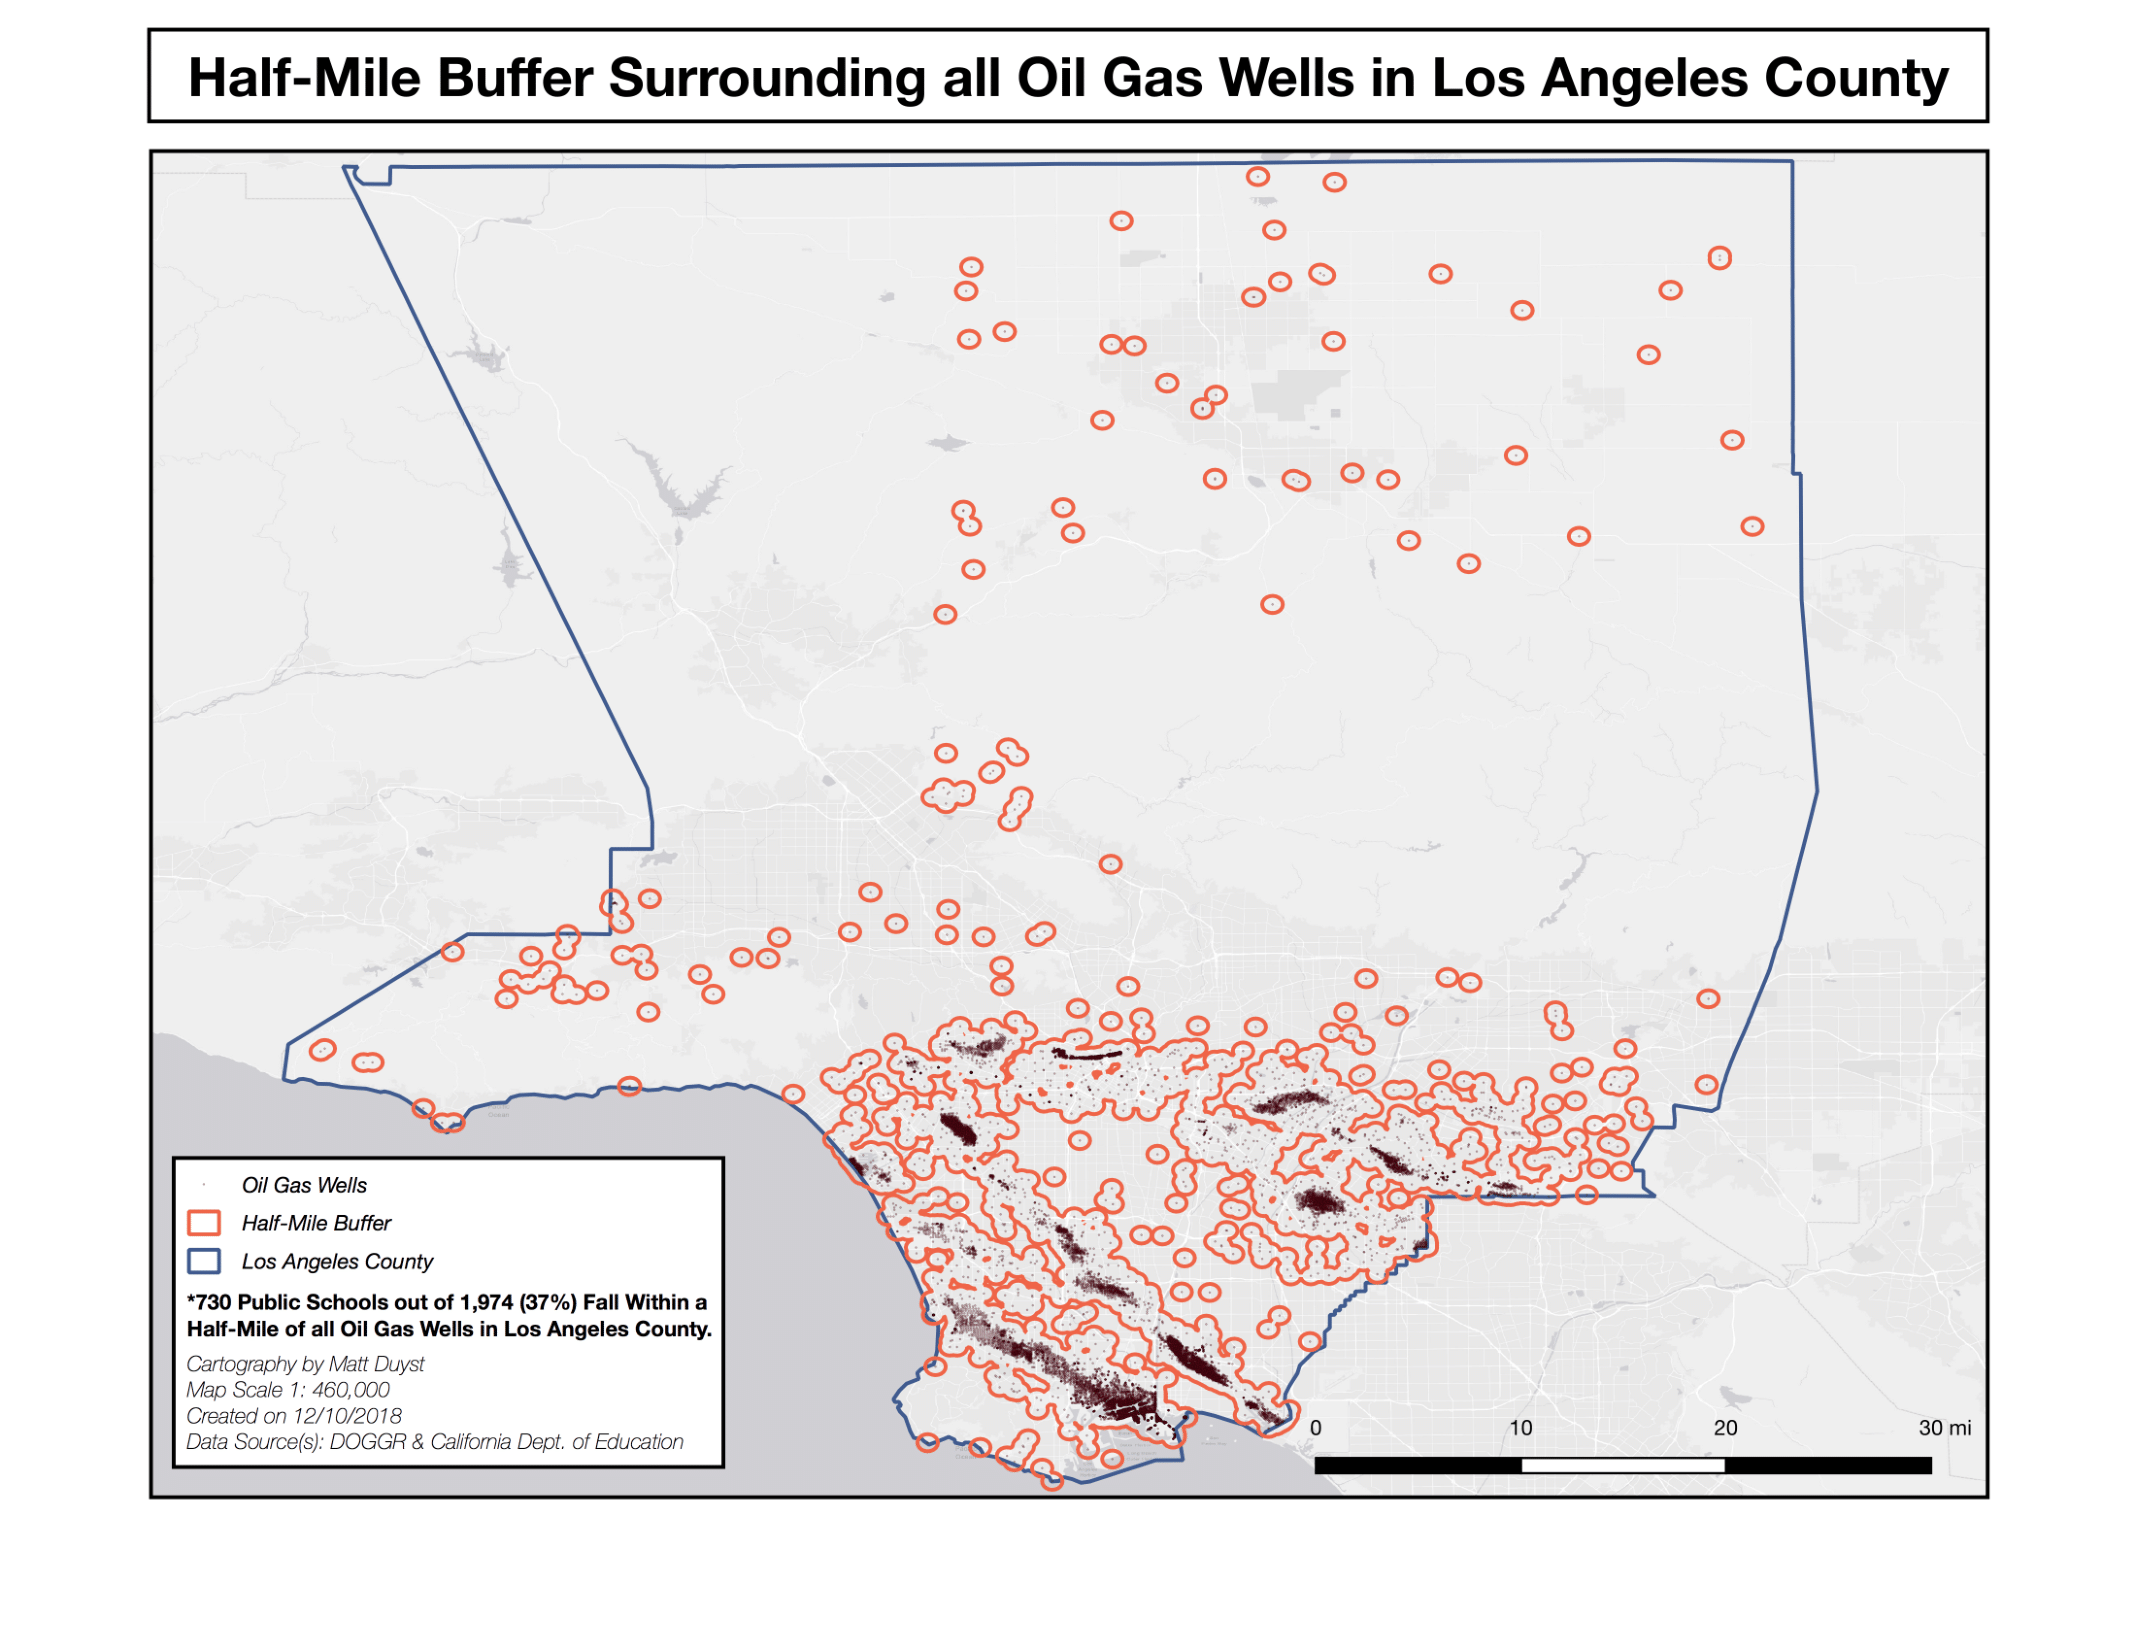 Half-Mile Buffer Surrounding all Oil Gas Wells in Los Angeles County
Oil Gas Wells
Half-Mile Buffer
Los Angeles County
*730 Public Schools out of 1,974 (37%) Fall Within a
Half-Mile of all Oil Gas Wells in Los Angeles County.
Cartography by Matt Duyst
Map Scale 1: 460,000
Created on 12/10/2018
Data Source(s): DOGGR & California Dept. of Education
0 10 20 30 mi